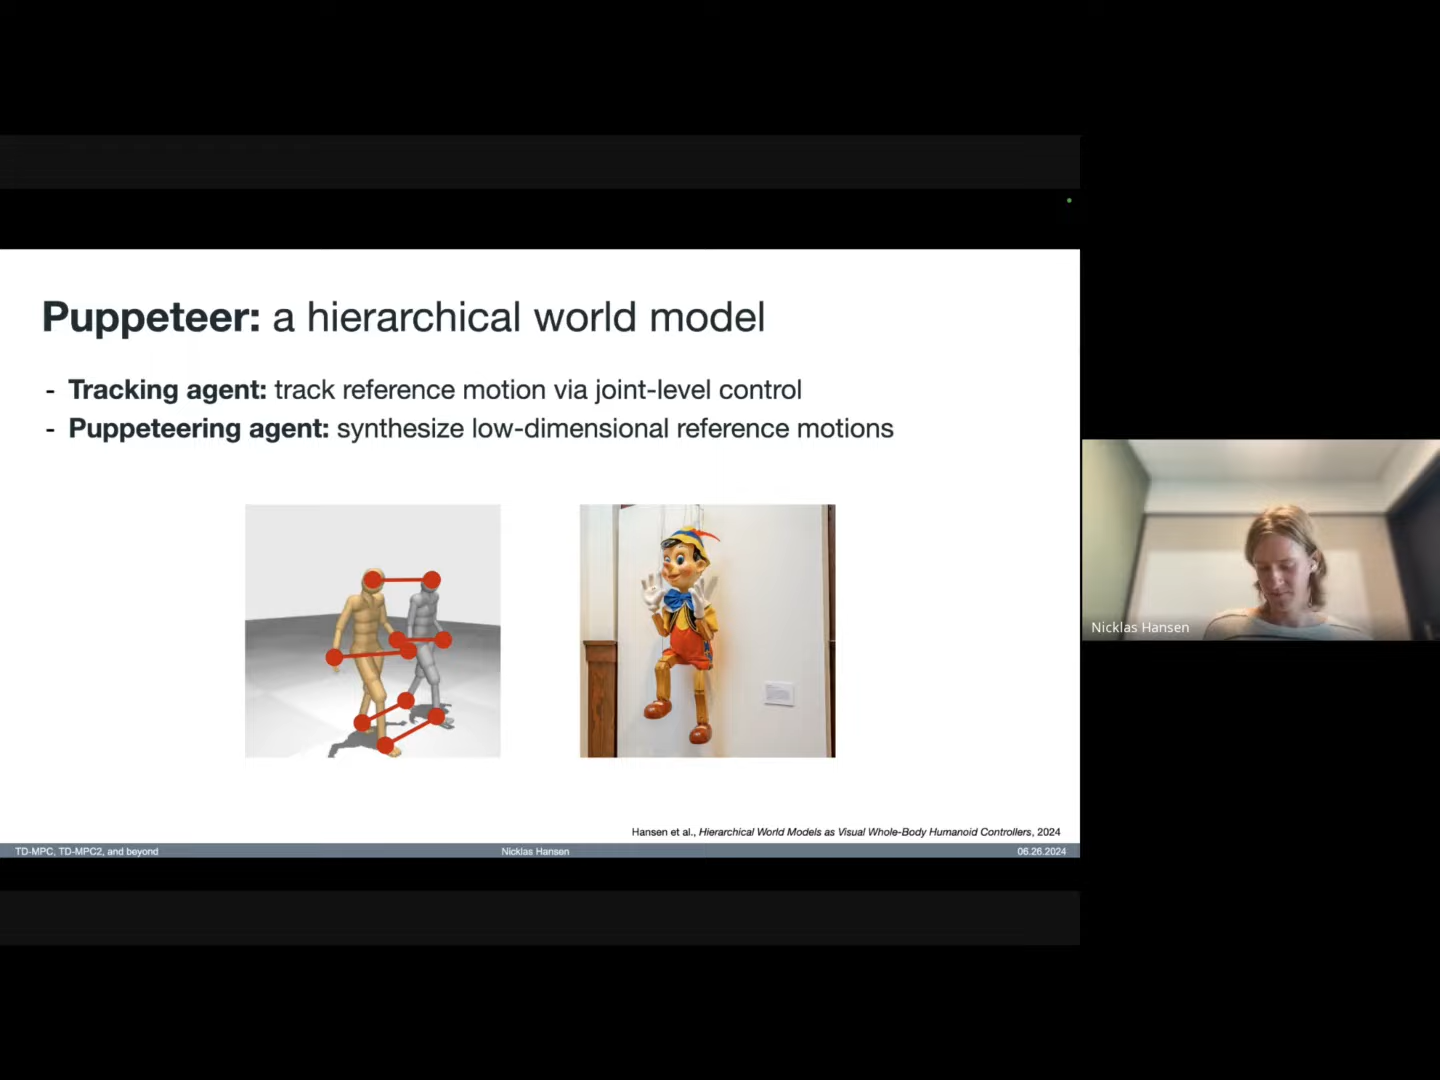 Puppeteer: a hierarchical world model
- Tracking agent: track reference motion via joint-level control
- Puppeteering agent: synthesize low-dimensional reference motions
Nicklas Hansen
Hansen et al., Hierarchical World Models as Visual Whole-Body Humanoid Controllers, 2024
TD-MPC, TD-MPC2, and beyond
Nicklas Hansen
06.26.2024